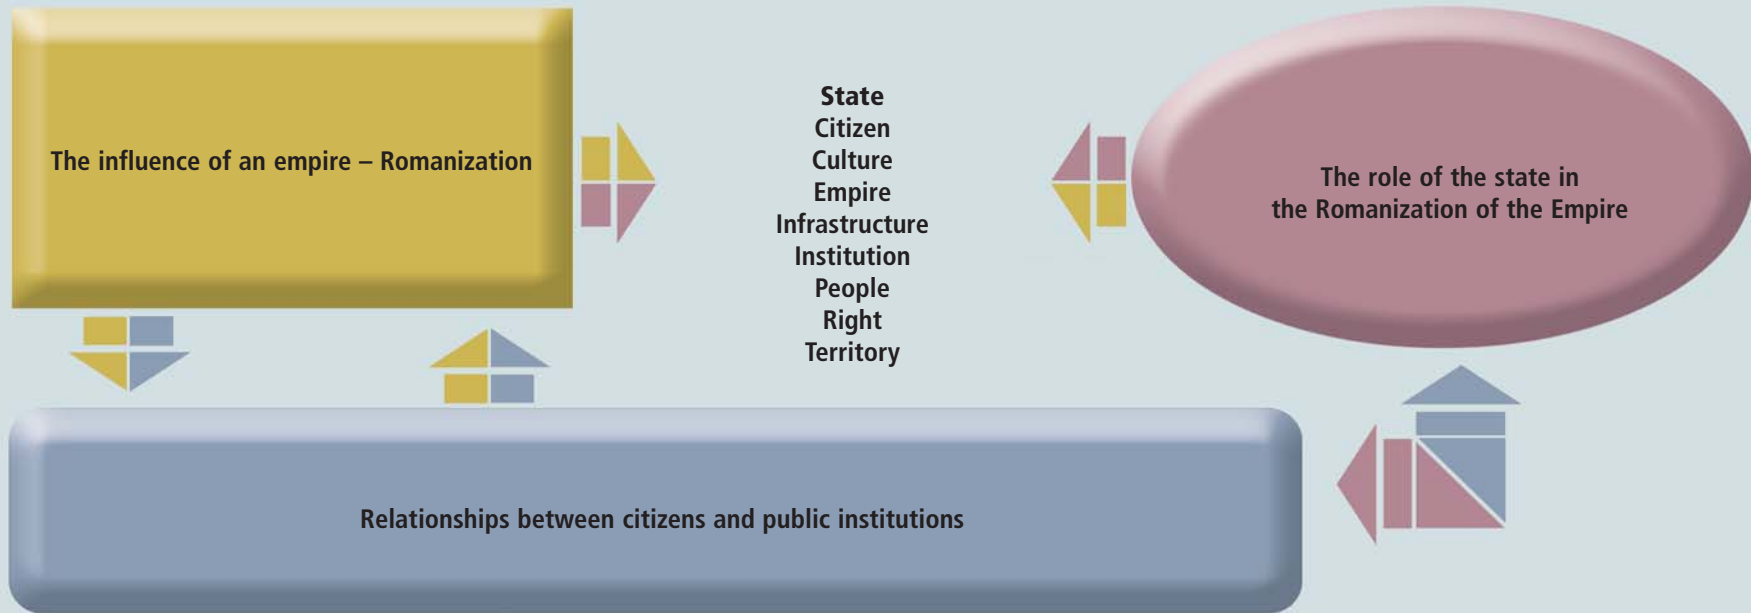 The influence of an empire – Romanization
State
Citizen
Culture
Empire
Infrastructure
Institution
People
Right
Territory
The role of the state in
the Romanization of the Empire
Relationships between citizens and public institutions